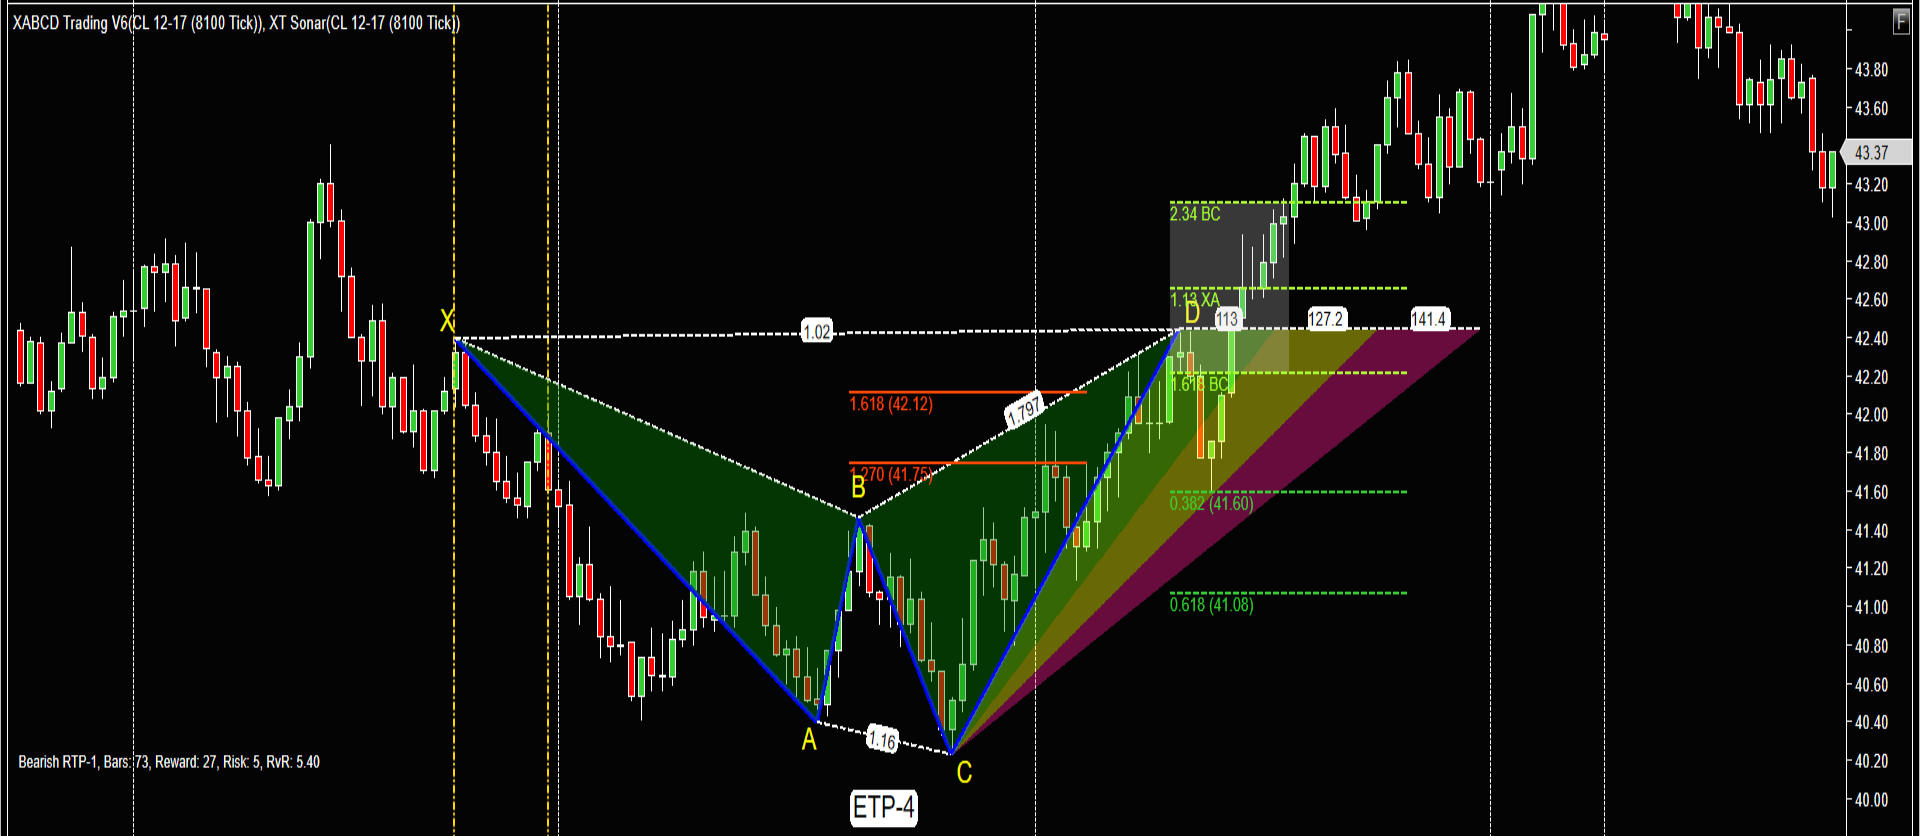 XABCD Trading V6(CL 12-17 (8100 Tick)), XT Sonar(CL 12-17 (8100 Tick))
F
43.80
43.60
43.37
43.20
2.34 BC
43.00
42.80
42.60
1.13 XA
X
D
113
127.2
141.4
1.02
42.40
42.20
1.618 BC
1.618 (42.12)
1.797
42.00
41.80
1.270 (41.75)
B
41.60
0.382 (41.60)
41.40
41.20
41.00
0.618 (41.08)
40.80
40.60
40.40
A
1.16
40.20
Bearish RTP-1, Bars: 73, Reward: 27, Risk: 5, RvR: 5.40
C
ETP-4
40.00